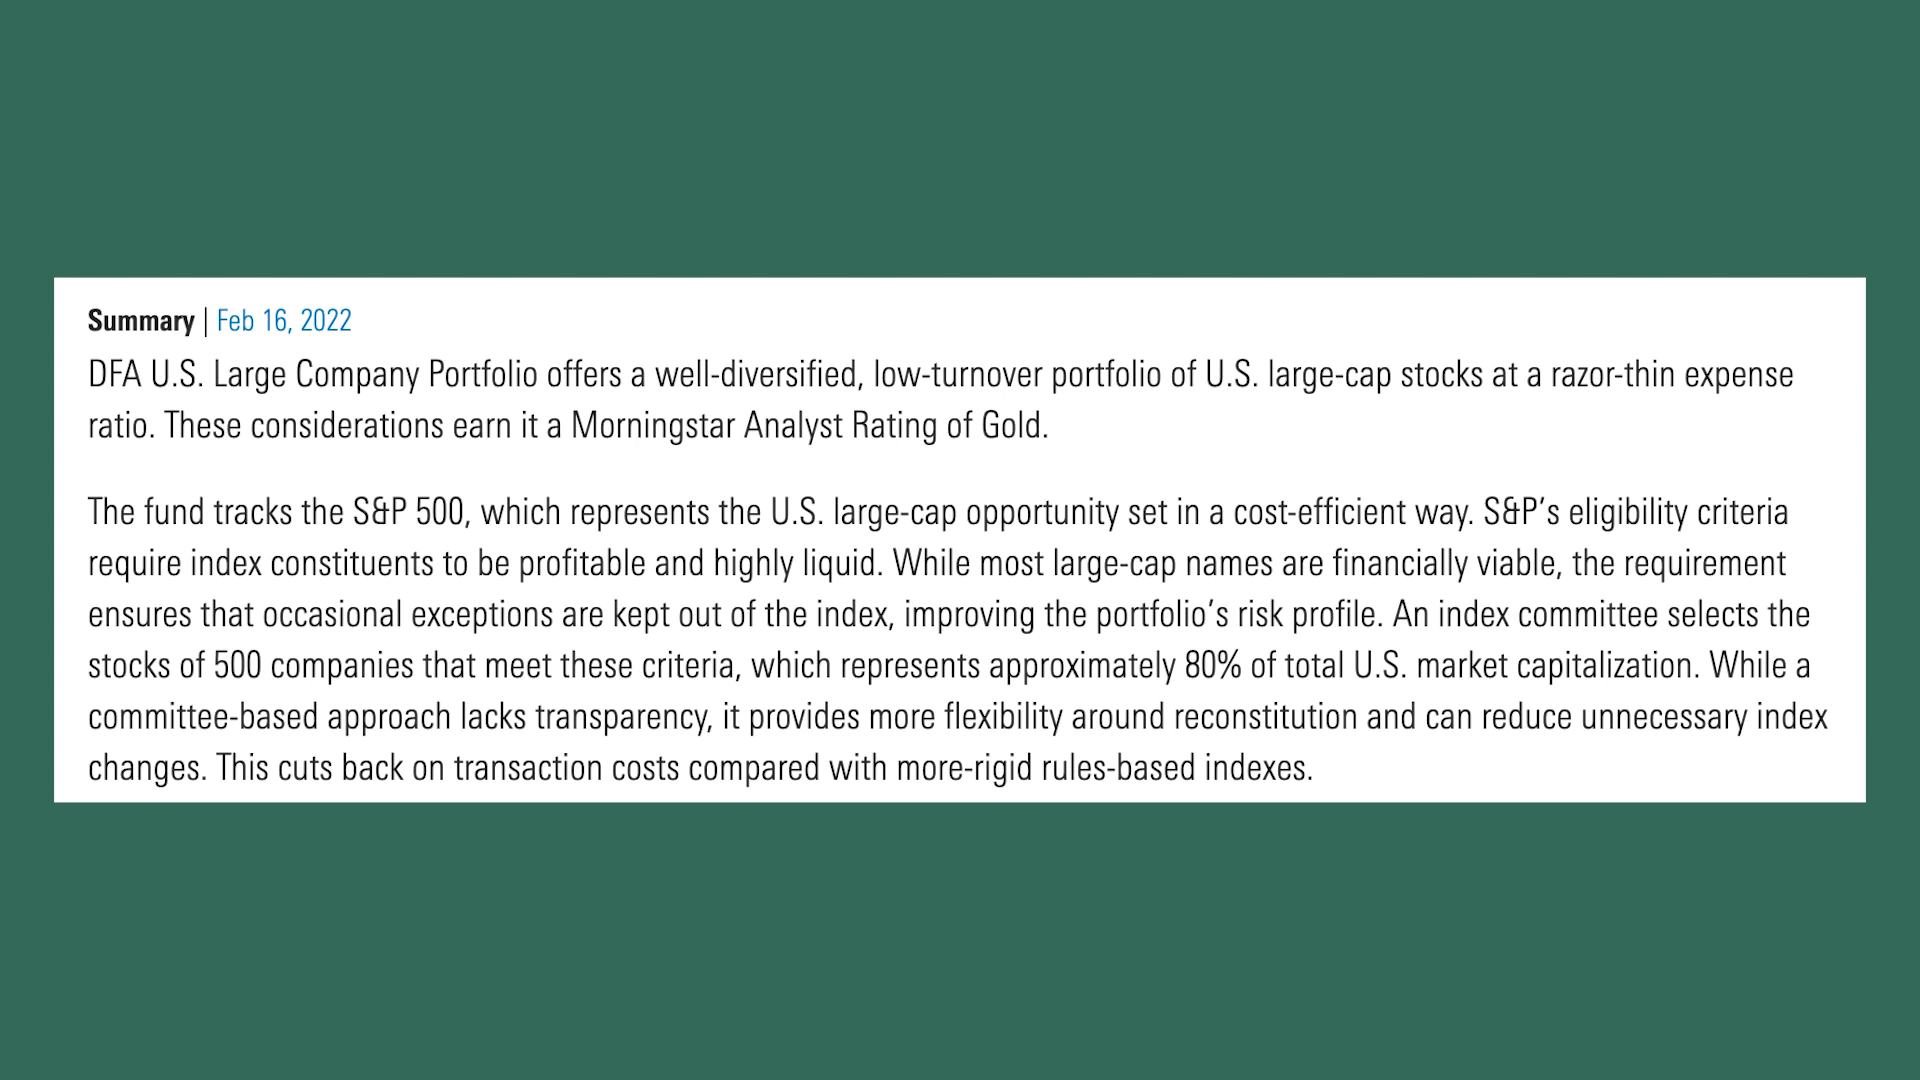 Summary | Feb 16, 2022
DFA U.S. Large Company Portfolio offers a well-diversified, low-turnover portfolio of U.S. large-cap stocks at a razor-thin expense
ratio. These considerations earn it a Morningstar Analyst Rating of Gold.
The fund tracks the S&P 500, which represents the U.S. large-cap opportunity set in a cost-efficient way. S&P’s eligibility criteria
require index constituents to be profitable and highly liquid. While most large-cap names are financially viable, the requirement
ensures that occasional exceptions are kept out of the index, improving the portfolio’s risk profile. An index committee selects the
stocks of 500 companies that meet these criteria, which represents approximately 80% of total U.S. market capitalization. While a
committee-based approach lacks transparency, it provides more flexibility around reconstitution and can reduce unnecessary index
changes. This cuts back on transaction costs compared with more-rigid rules-based indexes.